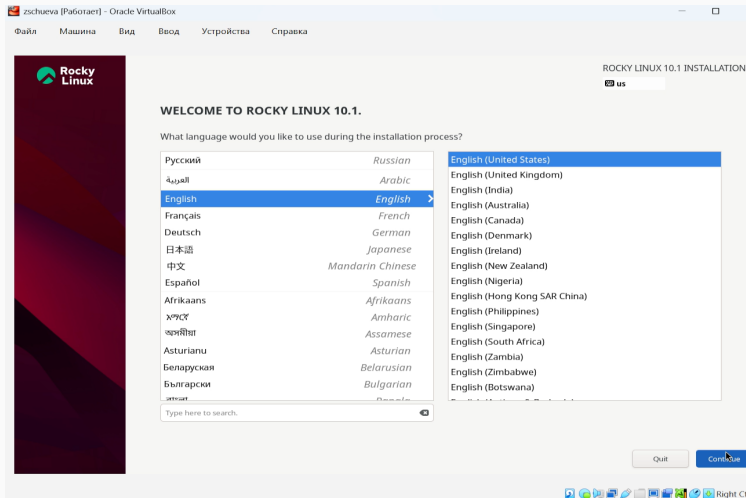 zschueva [Работает] - Oracle VirtualBox
Файл Машина Вид Ввод Устройства Справка
Rocky Linux
ROCKY LINUX 10.1 INSTALLATION
us
WELCOME TO ROCKY LINUX 10.1.
What language would you like to use during the installation process?
Русский Russian
العربية Arabic
English English
Français French
Deutsch German
日本語 Japanese
中文 Mandarin Chinese
Español Spanish
Afrikaans Afrikaans
አማርኛ Amharic
অসমীয়া Assamese
Asturianu Asturian
Беларуская Belarusian
Български Bulgarian
English (United States)
English (United Kingdom)
English (India)
English (Australia)
English (Canada)
English (Denmark)
English (Ireland)
English (New Zealand)
English (Nigeria)
English (Hong Kong SAR China)
English (Philippines)
English (Singapore)
English (South Africa)
English (Zambia)
English (Zimbabwe)
English (Botswana)
Type here to search.
Quit Continue
Right C